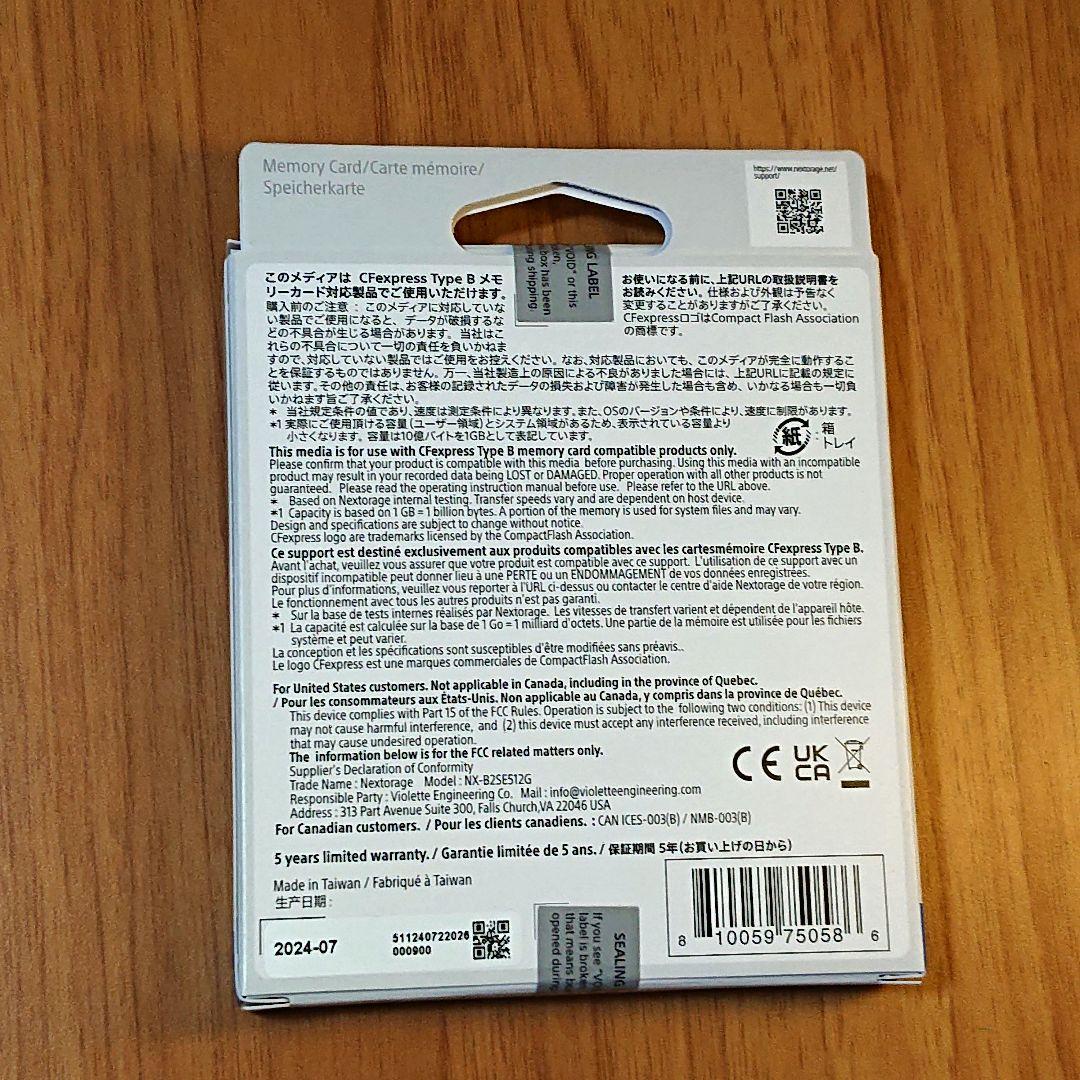 Memory Card/Carte mémoire/
Speicherkarte
https://www.nextorage.net/
support/
NG LABEL
"VOID" or this
ken,
box has been
ng shipping.
このメディアは CFexpress Type B メモ
リーカード対応製品でご使用いただけます。
購入前のご注意：このメディアに対応していな
い製品でご使用になると、データが破損するな
どの不具合が生じる場合があります。当社はこ
れらの不具合について一切の責任を負いかねま
すので、対応していない製品ではご使用をお控えください。なお、対応製品においても、このメディアが完全に動作するこ
とを保証するものではありません。万一、当社製造上の原因による不良がありました場合には、上記URLに記載の規定に
従います。その他の責任は、お客様の記録されたデータの損失および障害が発生した場合も含め、いかなる場合も一切負
いかねます旨ご了承ください。
お使いになる前に、上記URLの取扱説明書を
お読みください。仕様および外観は予告なく
変更することがありますがご了承ください。
CFexpressロゴはCompact Flash Association
の商標です。
* 当社規定条件の値であり、速度は測定条件により異なります。また、OSのバージョンや条件により、速度に制限があります。
*1 実際にご使用頂ける容量（ユーザー領域）とシステム領域があるため、表示されている容量より
小さくなります。容量は10億バイトを1GBとして表記しています。
紙 : 箱
トレイ
This media is for use with CFexpress Type B memory card compatible products only.
Please confirm that your product is compatible with this media before purchasing. Using this media with an incompatible
product may result in your recorded data being LOST or DAMAGED. Proper operation with all other products is not
guaranteed. Please read the operating instruction manual before use. Please refer to the URL above.
* Based on Nextorage internal testing. Transfer speeds vary and are dependent on host device.
*1 Capacity is based on 1 GB = 1 billion bytes. A portion of the memory is used for system files and may vary.
Design and specifications are subject to change without notice.
CFexpress logo are trademarks licensed by the CompactFlash Association.
Ce support est destiné exclusivement aux produits compatibles avec les cartesmémoire CFexpress Type B.
Avant l'achat, veuillez vous assurer que votre produit est compatible avec ce support. L'utilisation de ce support avec un
dispositif incompatible peut donner lieu à une PERTE ou un ENDOMMAGEMENT de vos données enregistrées.
Pour plus d'informations, veuillez vous reporter à l'URL ci-dessus ou contacter le centre d'aide Nextorage de votre région.
Le fonctionnement avec tous les autres produits n'est pas garanti.
* Sur la base de tests internes réalisés par Nextorage. Les vitesses de transfert varient et dépendent de l'appareil hôte.
*1 La capacité est calculée sur la base de 1 Go = 1 milliard d'octets. Une partie de la mémoire est utilisée pour les fichiers
système et peut varier.
La conception et les spécifications sont susceptibles d'être modifiées sans préavis..
Le logo CFexpress est une marques commerciales de CompactFlash Association.
For United States customers. Not applicable in Canada, including in the province of Quebec.
/ Pour les consommateurs aux États-Unis. Non applicable au Canada, y compris dans la province de Québec.
This device complies with Part 15 of the FCC Rules. Operation is subject to the following two conditions: (1) This device
may not cause harmful interference, and (2) this device must accept any interference received, including interference
that may cause undesired operation.
The information below is for the FCC related matters only.
Supplier's Declaration of Conformity
Trade Name : Nextorage Model : NX-B2SE512G
Responsible Party : Violette Engineering Co. Mail : info@violetteengineering.com
Address : 313 Part Avenue Suite 300, Falls Church,VA 22046 USA
For Canadian customers. / Pour les clients canadiens. : CAN ICES-003(B) / NMB-003(B)
CE UK
CA
5 years limited warranty. / Garantie limitée de 5 ans. / 保証期間 5年（お買い上げの日から）
Made in Taiwan / Fabriqué à Taiwan
生产日期 :
2024-07
511240722026
000900
SEALING
If you see "VO
label is broke
that means b
opened during
8 10059 75058 6